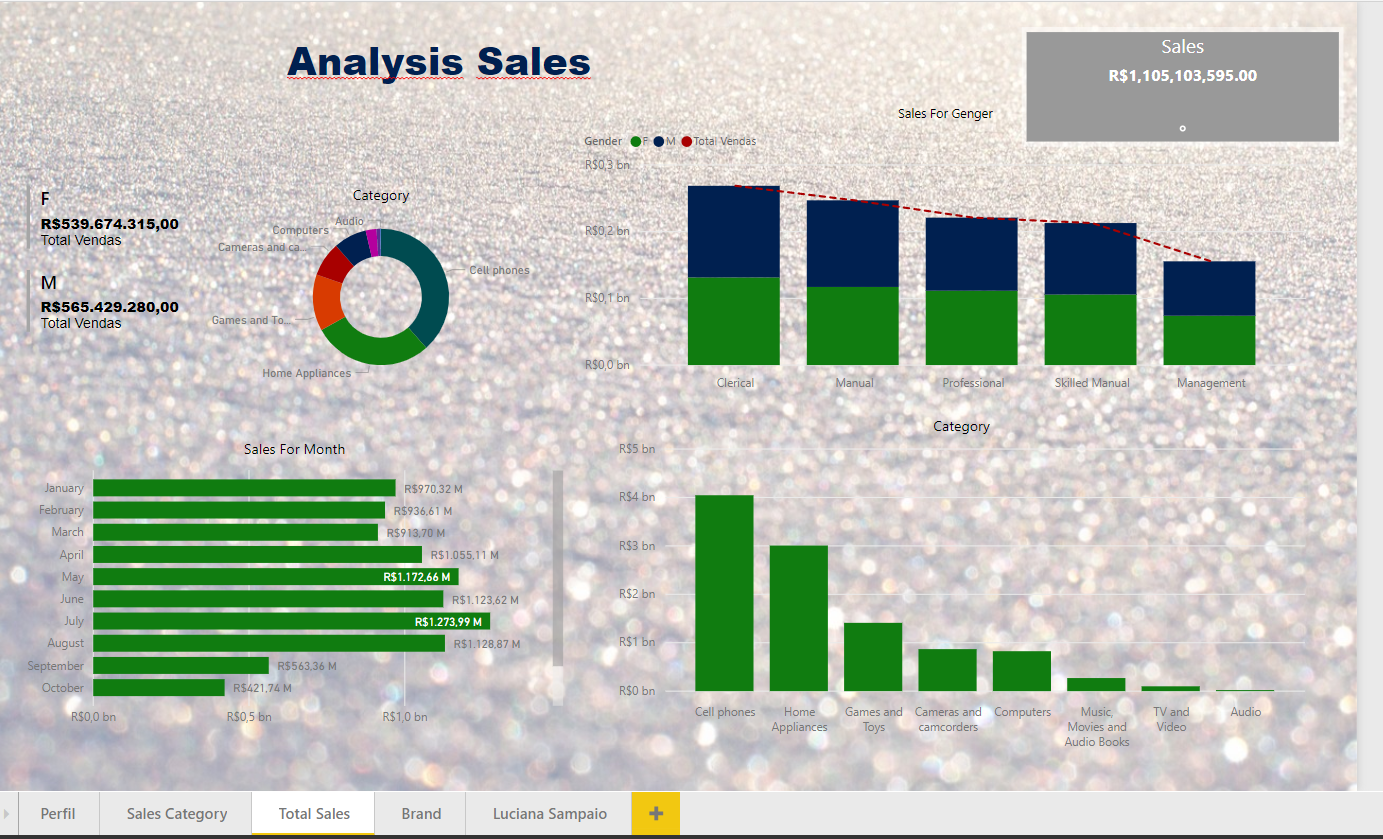 Analysis Sales
Sales
R$1,105,103,595.00
Sales For Genger
Gender F M Total Vendas
R$0,3 bn
R$0,2 bn
R$0,1 bn
R$0,0 bn
Clerical Manual Professional Skilled Manual Management
F
R$539.674.315,00
Total Vendas
M
R$565.429.280,00
Total Vendas
Category
Audio
Computers
Cameras and ca...
Cell phones
Games and To...
Home Appliances
Sales For Month
January R$970,32 M
February R$936,61 M
March R$913,70 M
April R$1.055,11 M
May R$1.172,66 M
June R$1.123,62 M
July R$1.273,99 M
August R$1.128,87 M
September R$563,36 M
October R$421,74 M
R$0,0 bn R$0,5 bn R$1,0 bn
Category
R$5 bn
R$4 bn
R$3 bn
R$2 bn
R$1 bn
R$0 bn
Cell phones
Home
Appliances
Games and
Toys
Cameras and
camcorders
Computers
Music,
Movies and
Audio Books
TV and
Video
Audio
Perfil Sales Category Total Sales Brand Luciana Sampaio